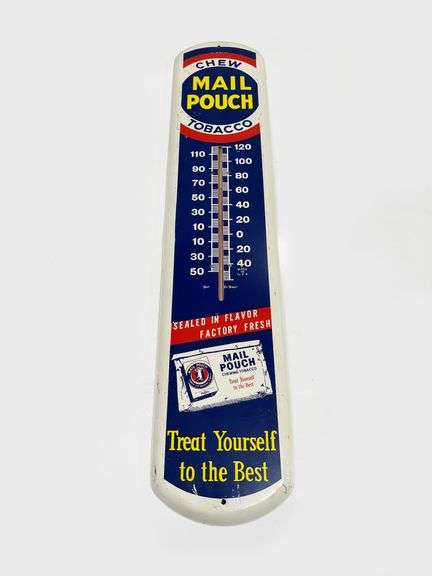 CHEW
MAIL
POUCH
TOBACCO
120
110
100
90
80
70
60
50
40
30
20
10
0
10
20
30
40
50
SEALED IN FLAVOR
FACTORY FRESH
MAIL
POUCH
CHEWING TOBACCO
Treat Yourself
to the Best
Treat Yourself
to the Best